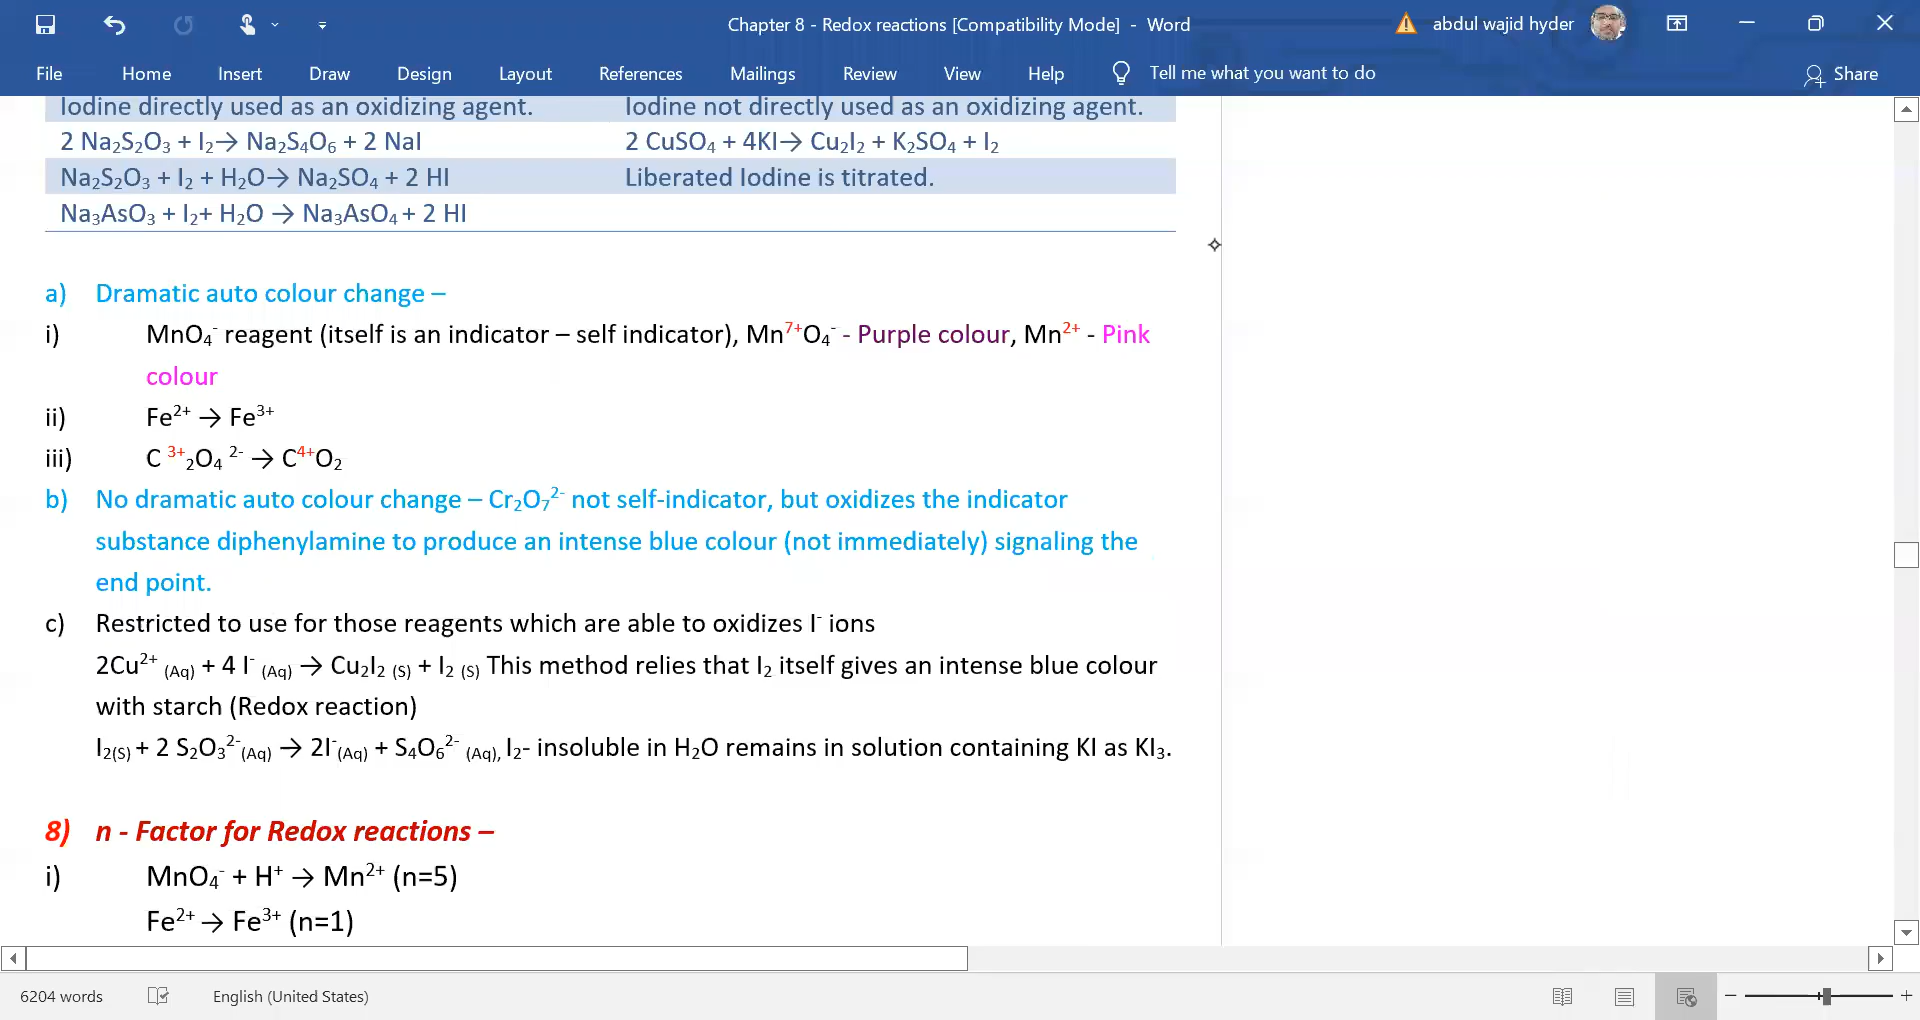 Chapter 8 - Redox reactions [Compatibility Mode] - Word
abdul wajid hyder
File Home Insert Draw Design Layout References Mailings Review View Help Tell me what you want to do Share
Iodine directly used as an oxidizing agent. Iodine not directly used as an oxidizing agent.
2 Na₂S₂O₃ + I₂→ Na₂S₄O₆ + 2 NaI 2 CuSO₄ + 4KI→ Cu₂I₂ + K₂SO₄ + I₂
Na₂S₂O₃ + I₂ + H₂O→ Na₂SO₄ + 2 HI Liberated Iodine is titrated.
Na₃AsO₃ + I₂+ H₂O → Na₃AsO₄ + 2 HI
a) Dramatic auto colour change –
i) MnO₄⁻ reagent (itself is an indicator – self indicator), Mn⁷⁺O₄⁻ - Purple colour, Mn²⁺ - Pink
colour
ii) Fe²⁺ → Fe³⁺
iii) C ³⁺₂O₄ ²⁻ → C⁴⁺O₂
b) No dramatic auto colour change – Cr₂O₇²⁻ not self-indicator, but oxidizes the indicator
substance diphenylamine to produce an intense blue colour (not immediately) signaling the
end point.
c) Restricted to use for those reagents which are able to oxidizes I⁻ ions
2Cu²⁺ (Aq) + 4 I⁻ (Aq) → Cu₂I₂ (S) + I₂ (S) This method relies that I₂ itself gives an intense blue colour
with starch (Redox reaction)
I₂(S) + 2 S₂O₃²⁻(Aq) → 2I⁻(Aq) + S₄O₆²⁻ (Aq), I₂- insoluble in H₂O remains in solution containing KI as KI₃.
8) n - Factor for Redox reactions –
i) MnO₄⁻ + H⁺ → Mn²⁺ (n=5)
Fe²⁺ → Fe³⁺ (n=1)
6204 words English (United States)